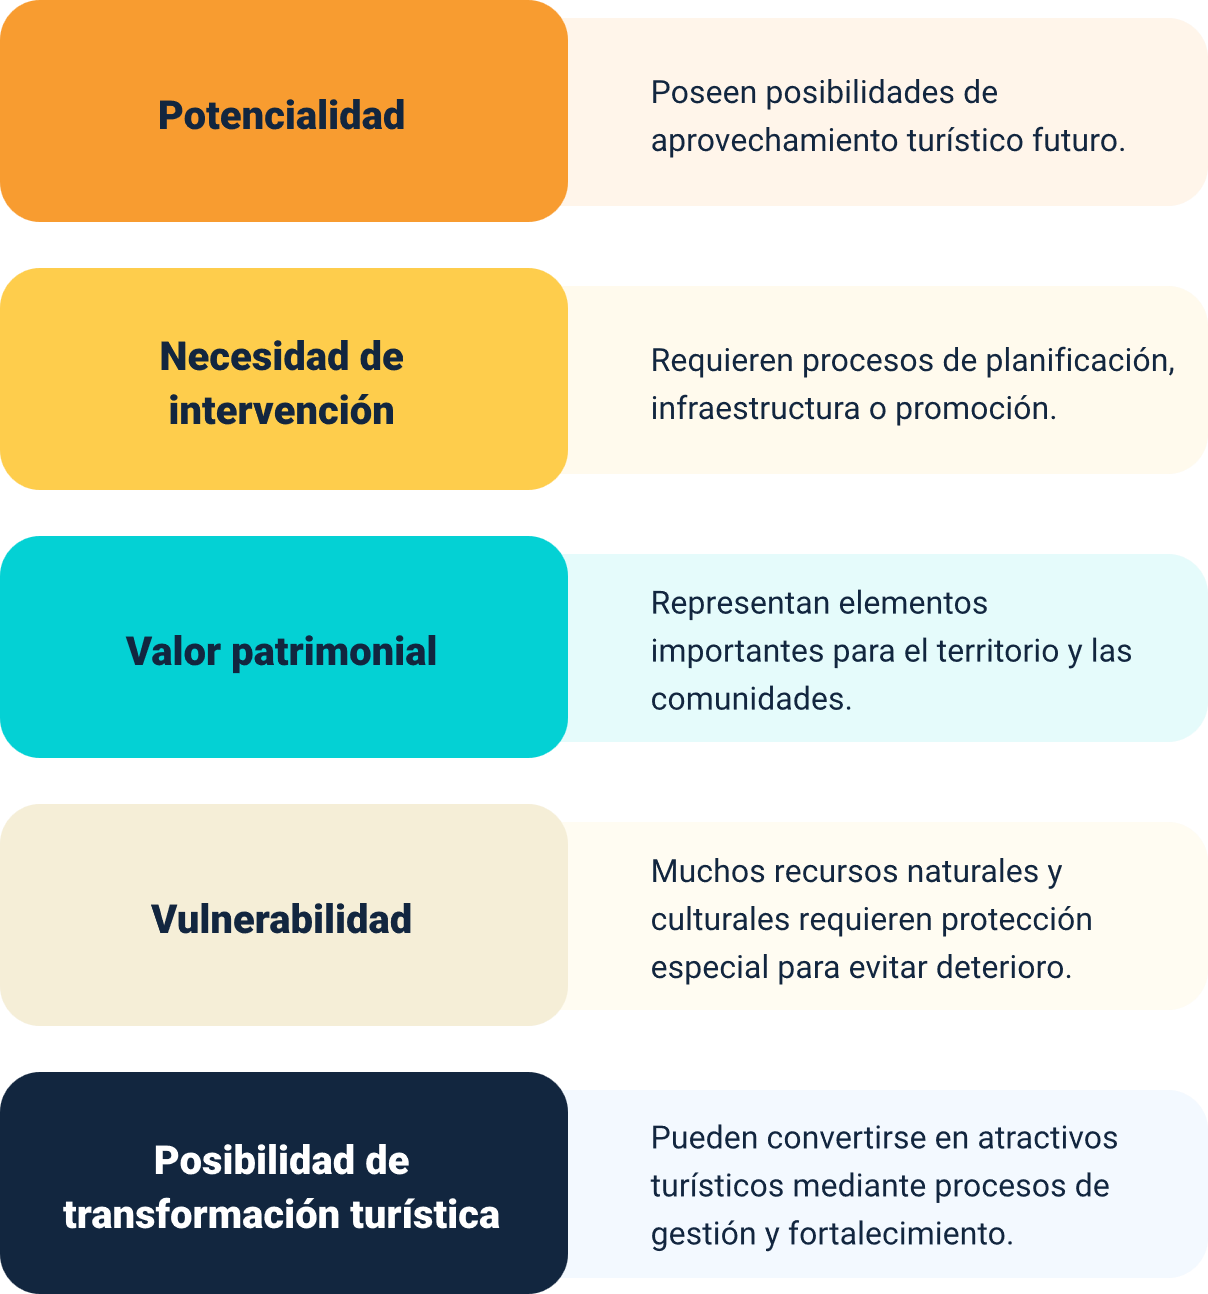 Potencialidad
Poseen posibilidades de
aprovechamiento turístico futuro.
Necesidad de
intervención
Requieren procesos de planificación,
infraestructura o promoción.
Valor patrimonial
Representan elementos
importantes para el territorio y las
comunidades.
Vulnerabilidad
Muchos recursos naturales y
culturales requieren protección
especial para evitar deterioro.
Posibilidad de
transformación turística
Pueden convertirse en atractivos
turísticos mediante procesos de
gestión y fortalecimiento.